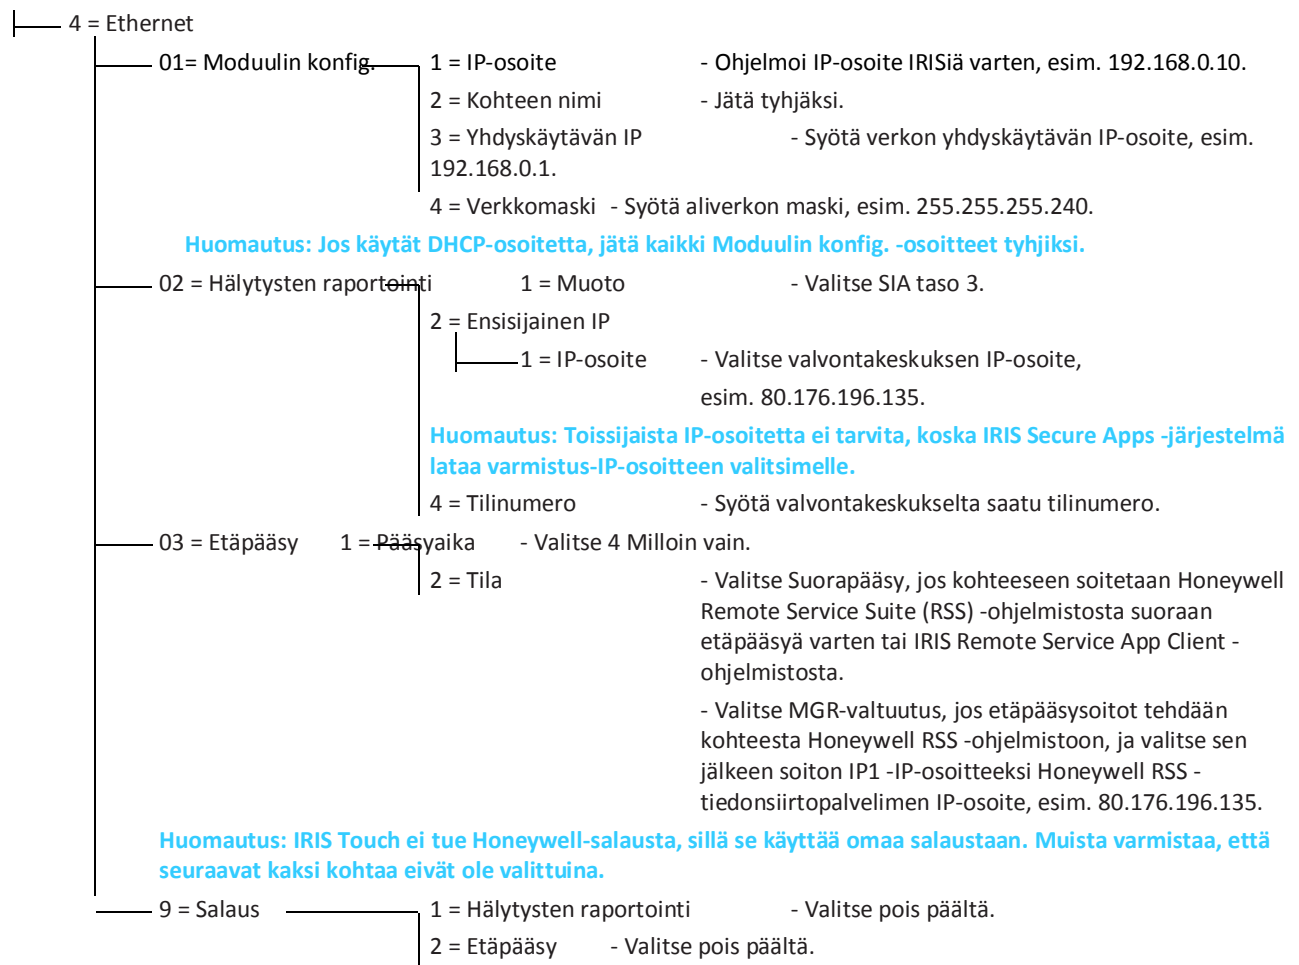 4 = Ethernet
01= Moduulin konfig. 1 = IP-osoite - Ohjelmoi IP-osoite IRISiä varten, esim. 192.168.0.10.
2 = Kohteen nimi - Jätä tyhjäksi.
3 = Yhdyskäytävän IP - Syötä verkon yhdyskäytävän IP-osoite, esim.
192.168.0.1.
4 = Verkkomaski - Syötä aliverkon maski, esim. 255.255.255.240.
Huomautus: Jos käytät DHCP-osoitetta, jätä kaikki Moduulin konfig. -osoitteet tyhjiksi.
02 = Hälytysten raportointi 1 = Muoto - Valitse SIA taso 3.
2 = Ensisijainen IP
1 = IP-osoite - Valitse valvontakeskuksen IP-osoite,
esim. 80.176.196.135.
Huomautus: Toissijaista IP-osoitetta ei tarvita, koska IRIS Secure Apps -järjestelmä
lataa varmistus-IP-osoitteen valitsimelle.
4 = Tilinumero - Syötä valvontakeskukselta saatu tilinumero.
03 = Etäpääsy 1 = Pääsyaika - Valitse 4 Milloin vain.
2 = Tila - Valitse Suorapääsy, jos kohteeseen soitetaan Honeywell
Remote Service Suite (RSS) -ohjelmistosta suoraan
etäpääsyä varten tai IRIS Remote Service App Client -
ohjelmistosta.
- Valitse MGR-valtuutus, jos etäpääsysoitot tehdään
kohteesta Honeywell RSS -ohjelmistoon, ja valitse sen
jälkeen soiton IP1 -IP-osoitteeksi Honeywell RSS -
tiedonsiirtopalvelimen IP-osoite, esim. 80.176.196.135.
Huomautus: IRIS Touch ei tue Honeywell-salausta, sillä se käyttää omaa salaustaan. Muista varmistaa, että
seuraavat kaksi kohtaa eivät ole valittuina.
9 = Salaus 1 = Hälytysten raportointi - Valitse pois päältä.
2 = Etäpääsy - Valitse pois päältä.